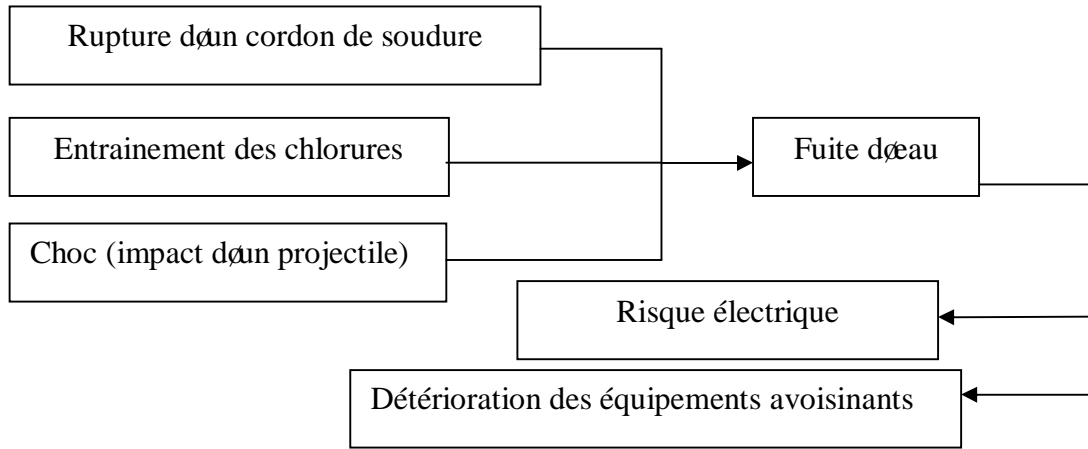 Rupture døun cordon de soudure
Entrainement des chlorures
Fuite døeau
Choc (impact døun projectile)
Risque électrique
Détérioration des équipements avoisinants